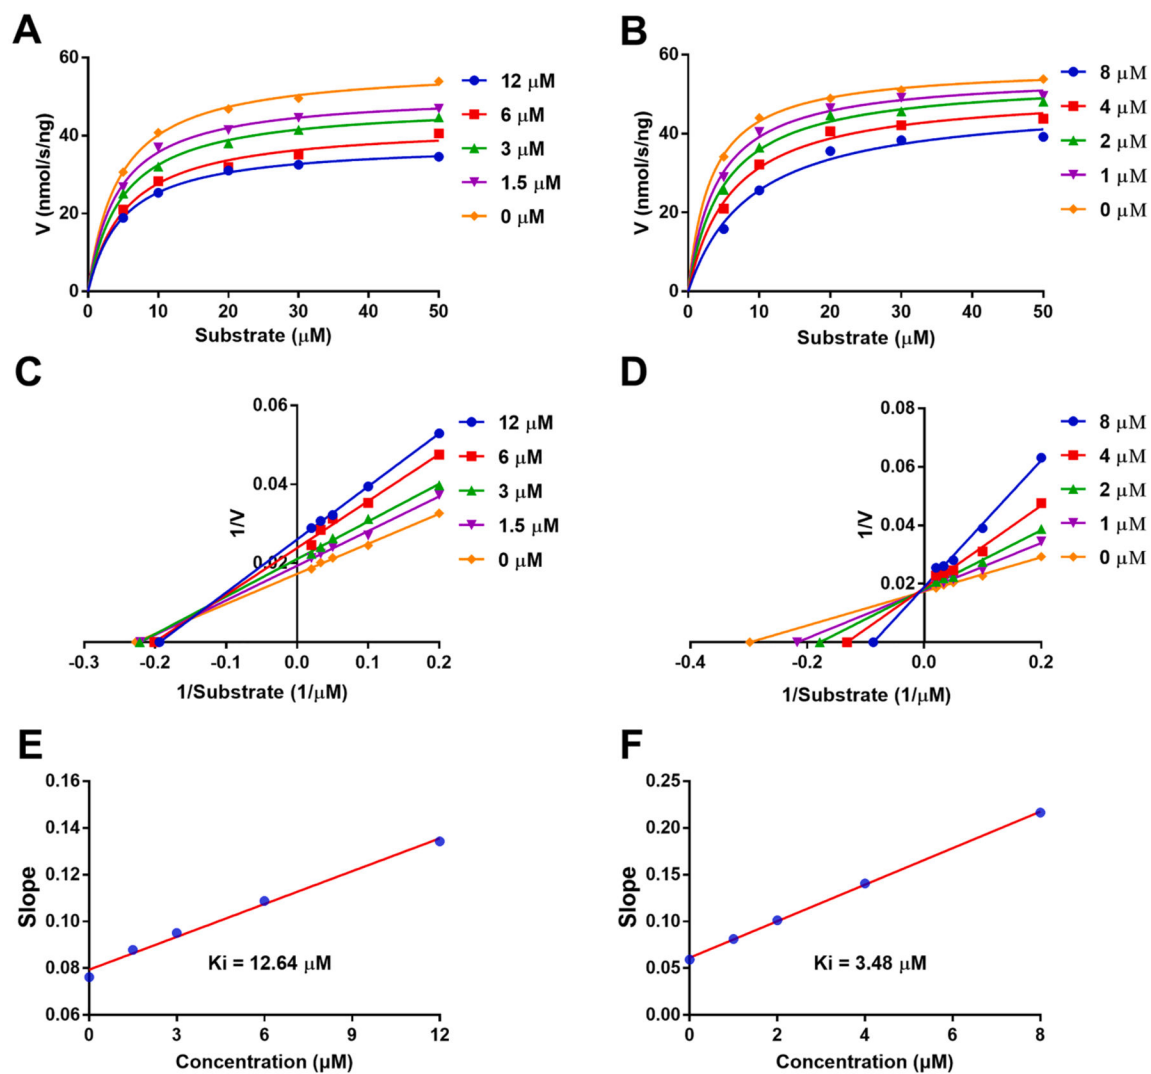 A
60
40
20
0
V (nmol/s/ng)
0 10 20 30 40 50
Substrate (μM)
12 μM
6 μM
3 μM
1.5 μM
0 μM
B
60
40
20
0
V (nmol/s/ng)
0 10 20 30 40 50
Substrate (μM)
8 μM
4 μM
2 μM
1 μM
0 μM
C
0.06
0.04
0.02
1/V
-0.3 -0.2 -0.1 0.0 0.1 0.2
1/Substrate (1/μM)
12 μM
6 μM
3 μM
1.5 μM
0 μM
D
0.08
0.06
0.04
0.02
1/V
-0.4 -0.2 0.0 0.2
1/Substrate (1/μM)
8 μM
4 μM
2 μM
1 μM
0 μM
E
0.16
0.14
0.12
0.10
0.08
0.06
Slope
Ki = 12.64 μM
0 3 6 9 12
Concentration (μM)
F
0.25
0.20
0.15
0.10
0.05
0.00
Slope
Ki = 3.48 μM
0 2 4 6 8
Concentration (μM)